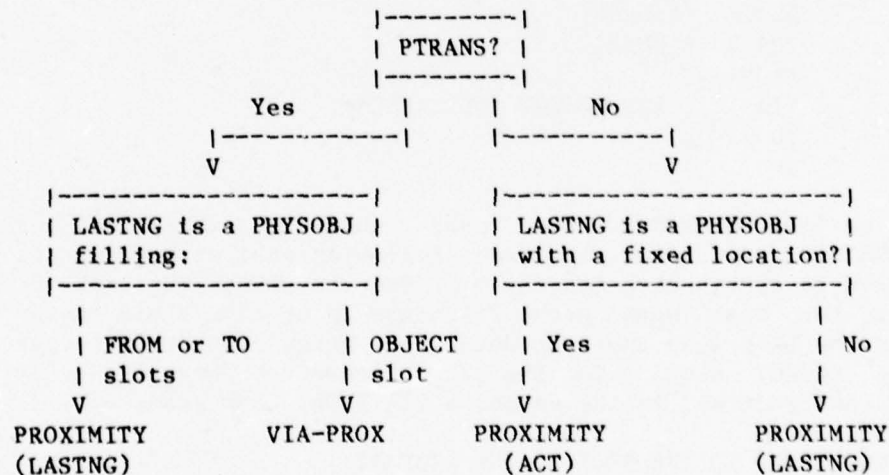 PTRANS?
Yes No
LASTNG is a PHYSOBJ filling:
LASTNG is a PHYSOBJ with a fixed location?
FROM or TO slots
OBJECT slot
Yes
No
PROXIMITY (LASTNG)
VIA-PROX
PROXIMITY (ACT)
PROXIMITY (LASTNG)